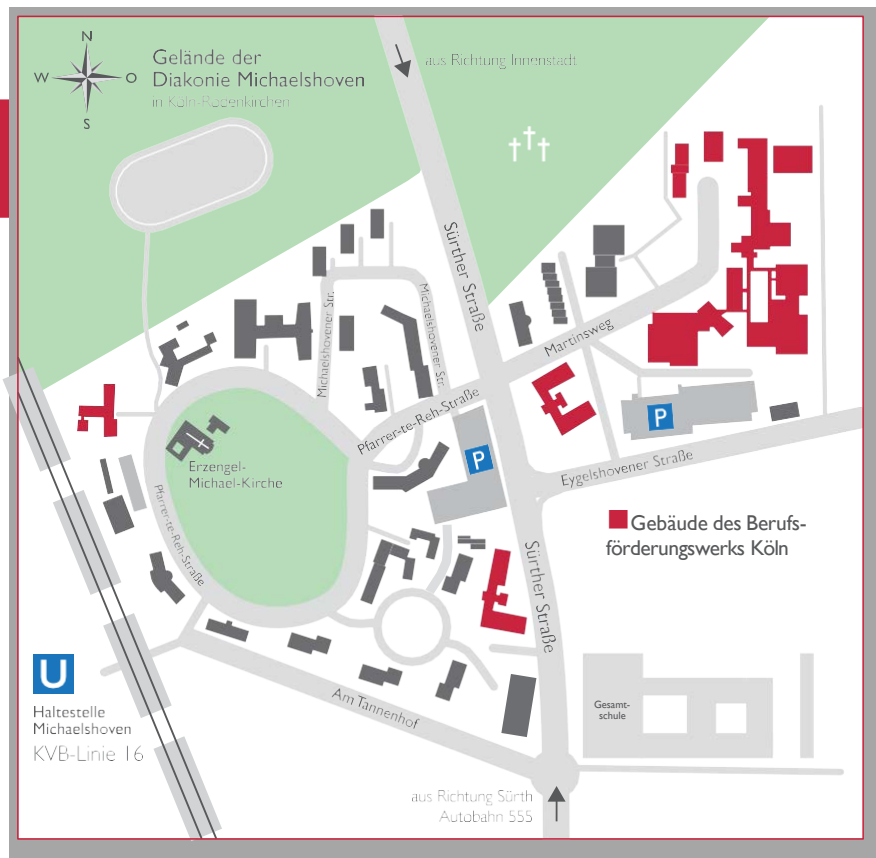 N
W
O
S
Gelände der
Diakonie Michaelshoven
in Köln-Rodenkirchen
aus Richtung Innenstadt
Sürther Straße
Michaelshovener Str.
Michaelshovener Str.
Martinsweg
Pfarrer-te-Reh-Straße
P
P
Eygelshovener Straße
Erzengel-
Michael-Kirche
Pfarrer-te-Reh-Straße
Gebäude des Berufs-
förderungswerks Köln
Sürther Straße
U
Haltestelle
Michaelshoven
KVB-Linie 16
Am Tannenhof
Gesamt-
schule
aus Richtung Sürth
Autobahn 555